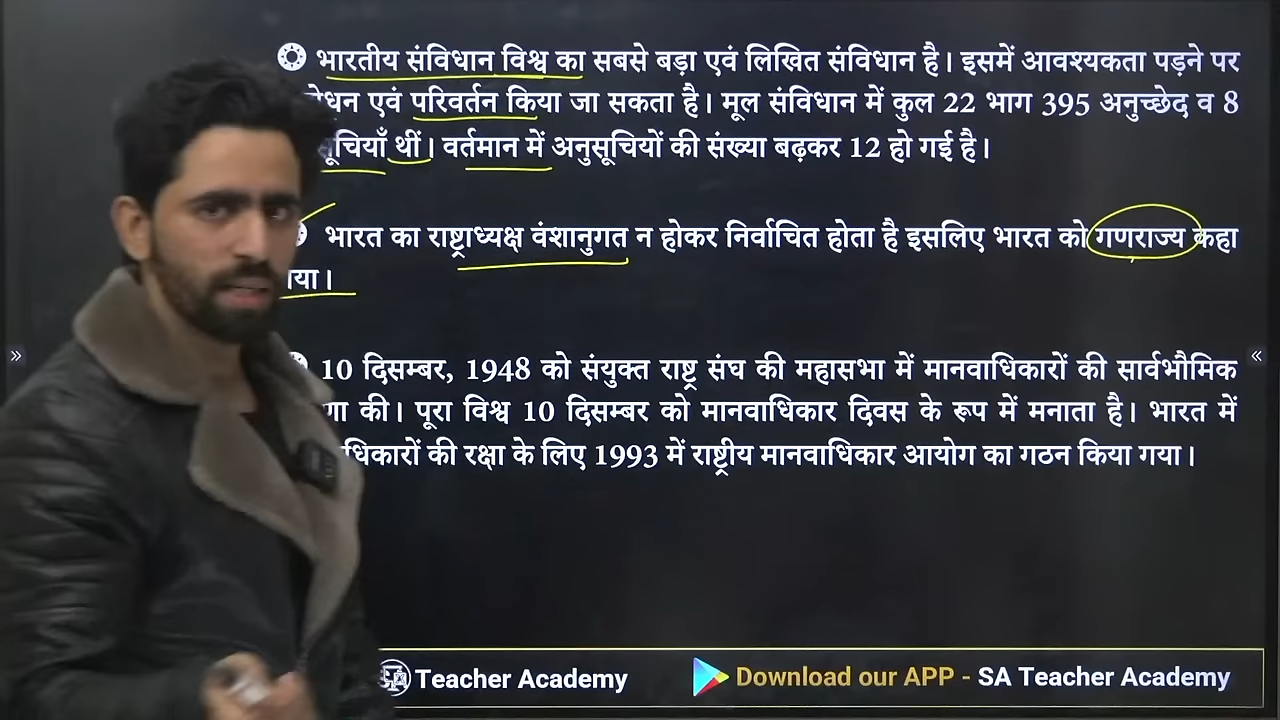 भारतीय संविधान विश्व का सबसे बड़ा एवं लिखित संविधान है। इसमें आवश्यकता पड़ने पर
एवं परिवर्तन किया जा सकता है। मूल संविधान में कुल 22 भाग 395 अनुच्छेद व 8
थीं। वर्तमान में अनुसूचियों की संख्या बढ़कर 12 हो गई है।
भारत का राष्ट्राध्यक्ष वंशानुगत न होकर निर्वाचित होता है इसलिए भारत को गणराज्य कहा
10 दिसम्बर, 1948 को संयुक्त राष्ट्र संघ की महासभा में मानवाधिकारों की सार्वभौमिक
की। पूरा विश्व 10 दिसम्बर को मानवाधिकार दिवस के रूप में मनाता है। भारत में
की रक्षा के लिए 1993 में राष्ट्रीय मानवाधिकार आयोग का गठन किया गया।
Teacher Academy
Download our APP - SA Teacher Academy